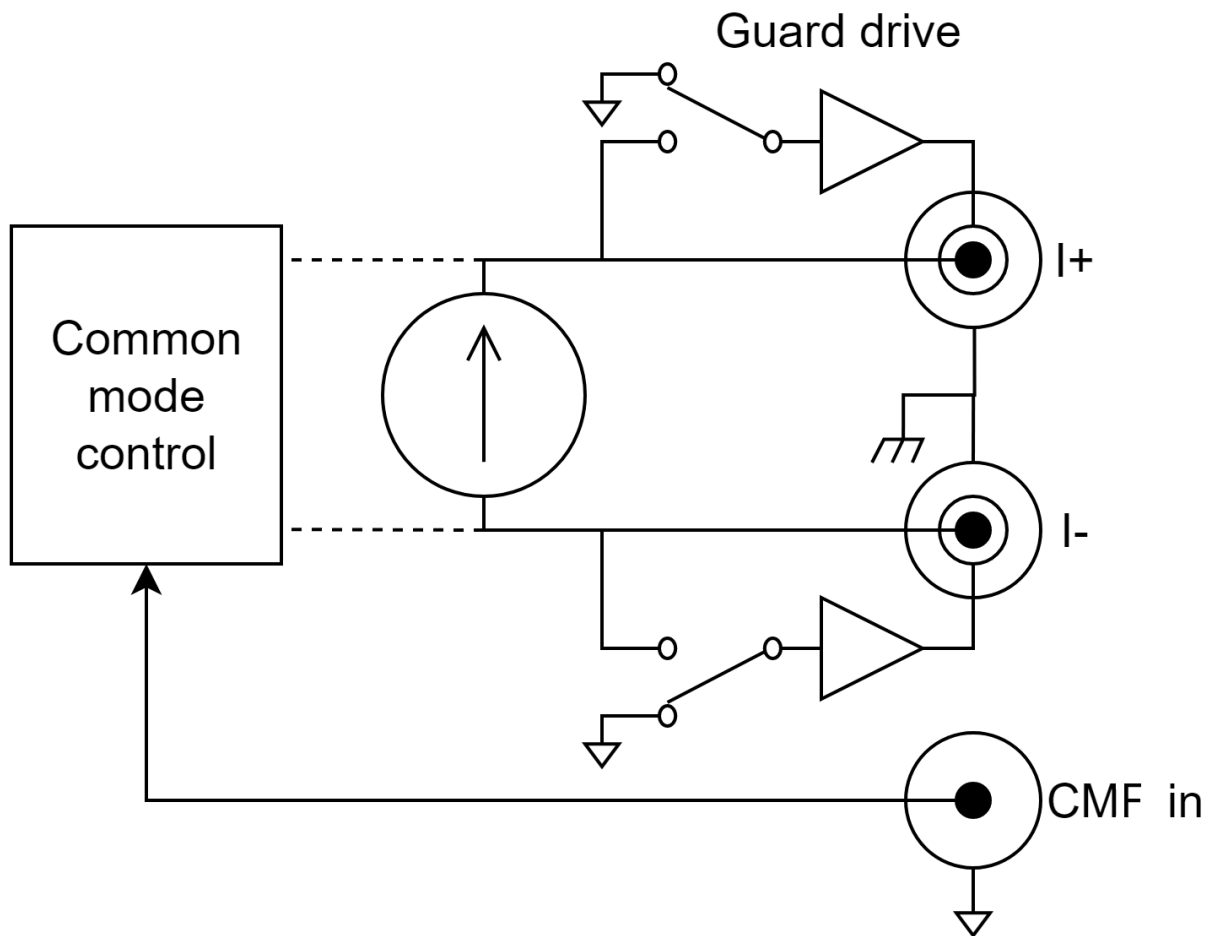 Guard drive
I+
Common
mode
control
I-
CMF in